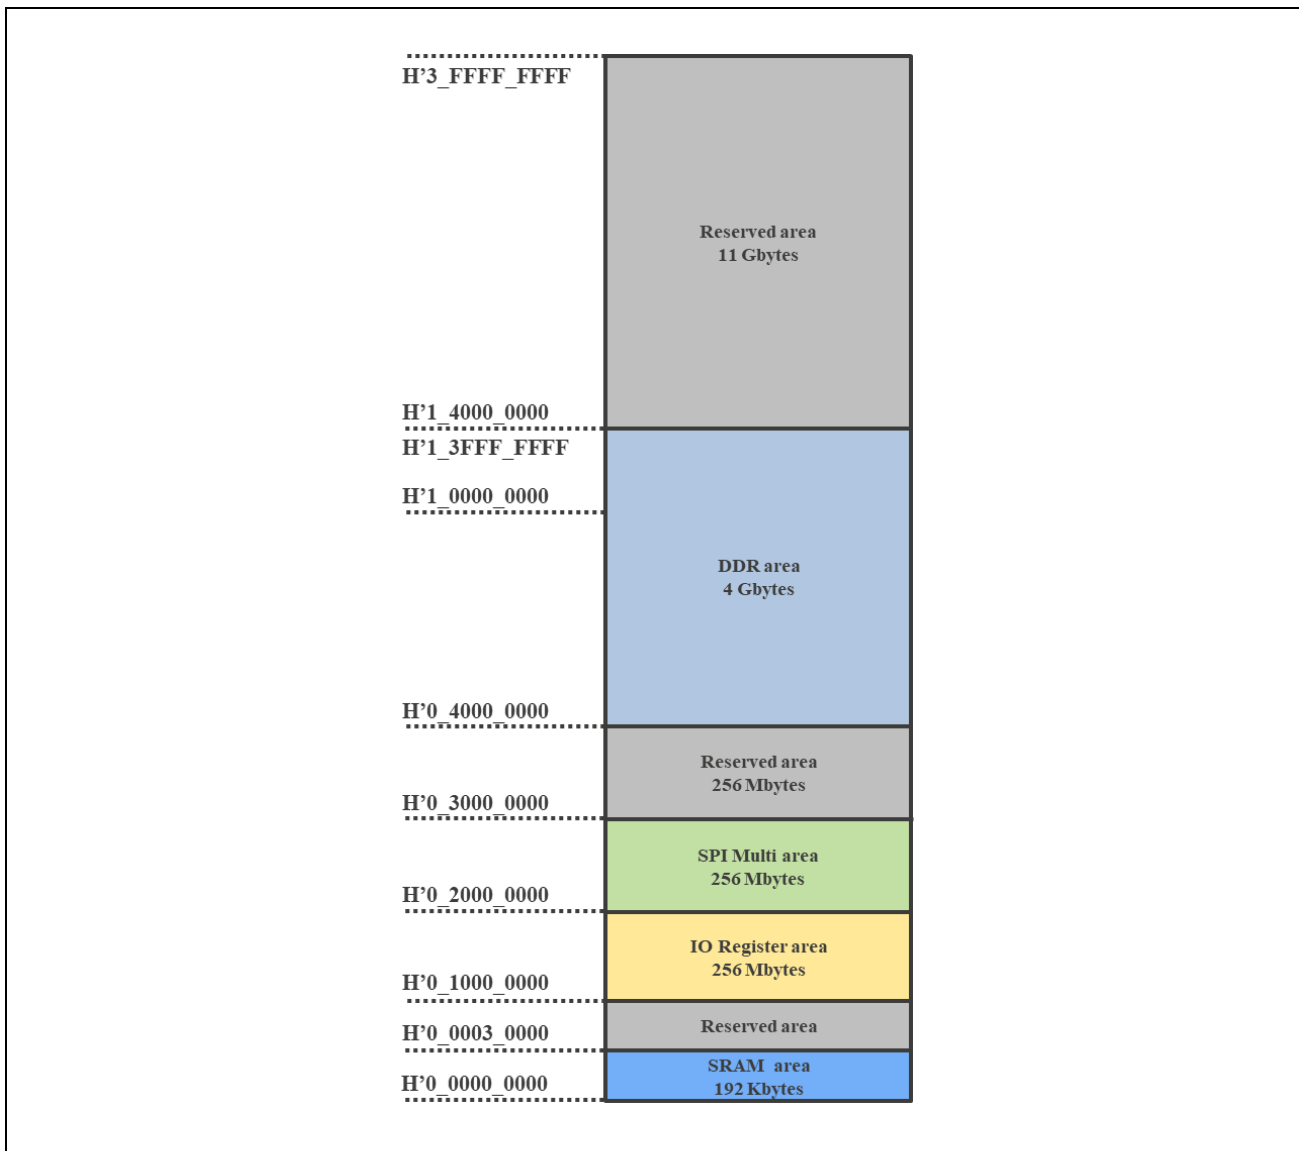 H’3_FFFF_FFFF
Reserved area
11 Gbytes
H’1_4000_0000
H’1_3FFF_FFFF
H’1_0000_0000
DDR area
4 Gbytes
H’0_4000_0000
Reserved area
256 Mbytes
H’0_3000_0000
SPI Multi area
256 Mbytes
H’0_2000_0000
IO Register area
256 Mbytes
H’0_1000_0000
Reserved area
H’0_0003_0000
SRAM area
192 Kbytes
H’0_0000_0000